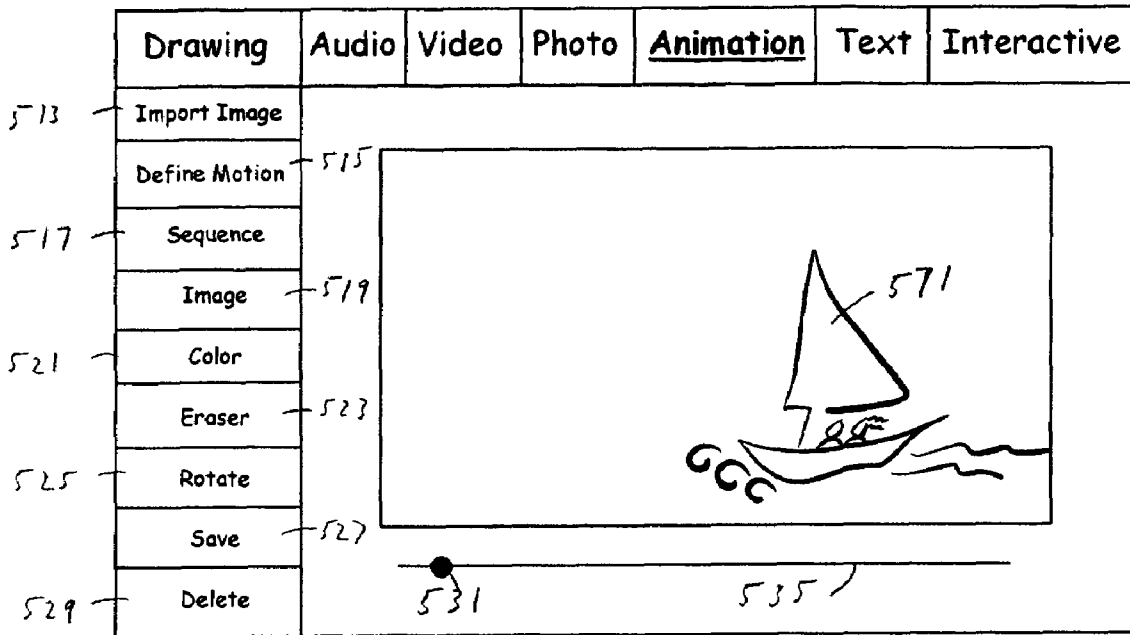 Drawing Audio Video Photo Animation Text Interactive
513 Import Image
Define Motion 515
517 Sequence
Image 519
571
521 Color
Eraser 523
525 Rotate
Save 527
529 Delete
531 535